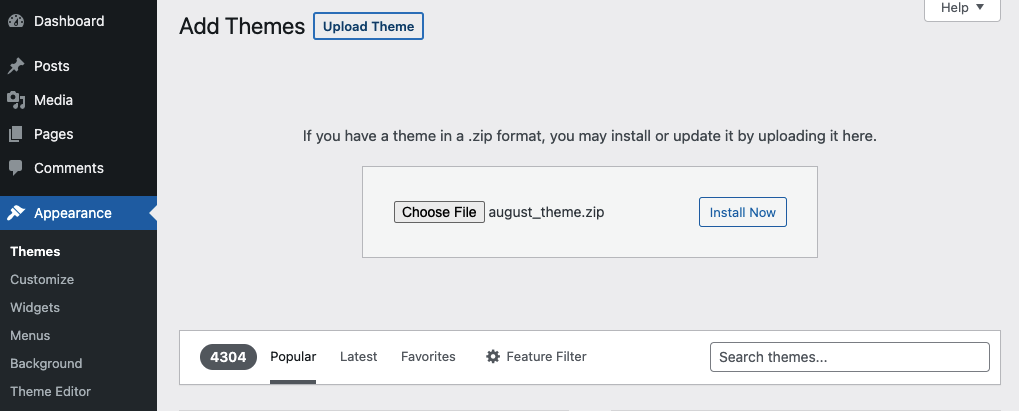 Dashboard
Posts
Media
Pages
Comments
Appearance
Themes
Customize
Widgets
Menus
Background
Theme Editor
Help
Add Themes
Upload Theme
If you have a theme in a .zip format, you may install or update it by uploading it here.
Choose File august_theme.zip
Install Now
4304 Popular Latest Favorites Feature Filter
Search themes...